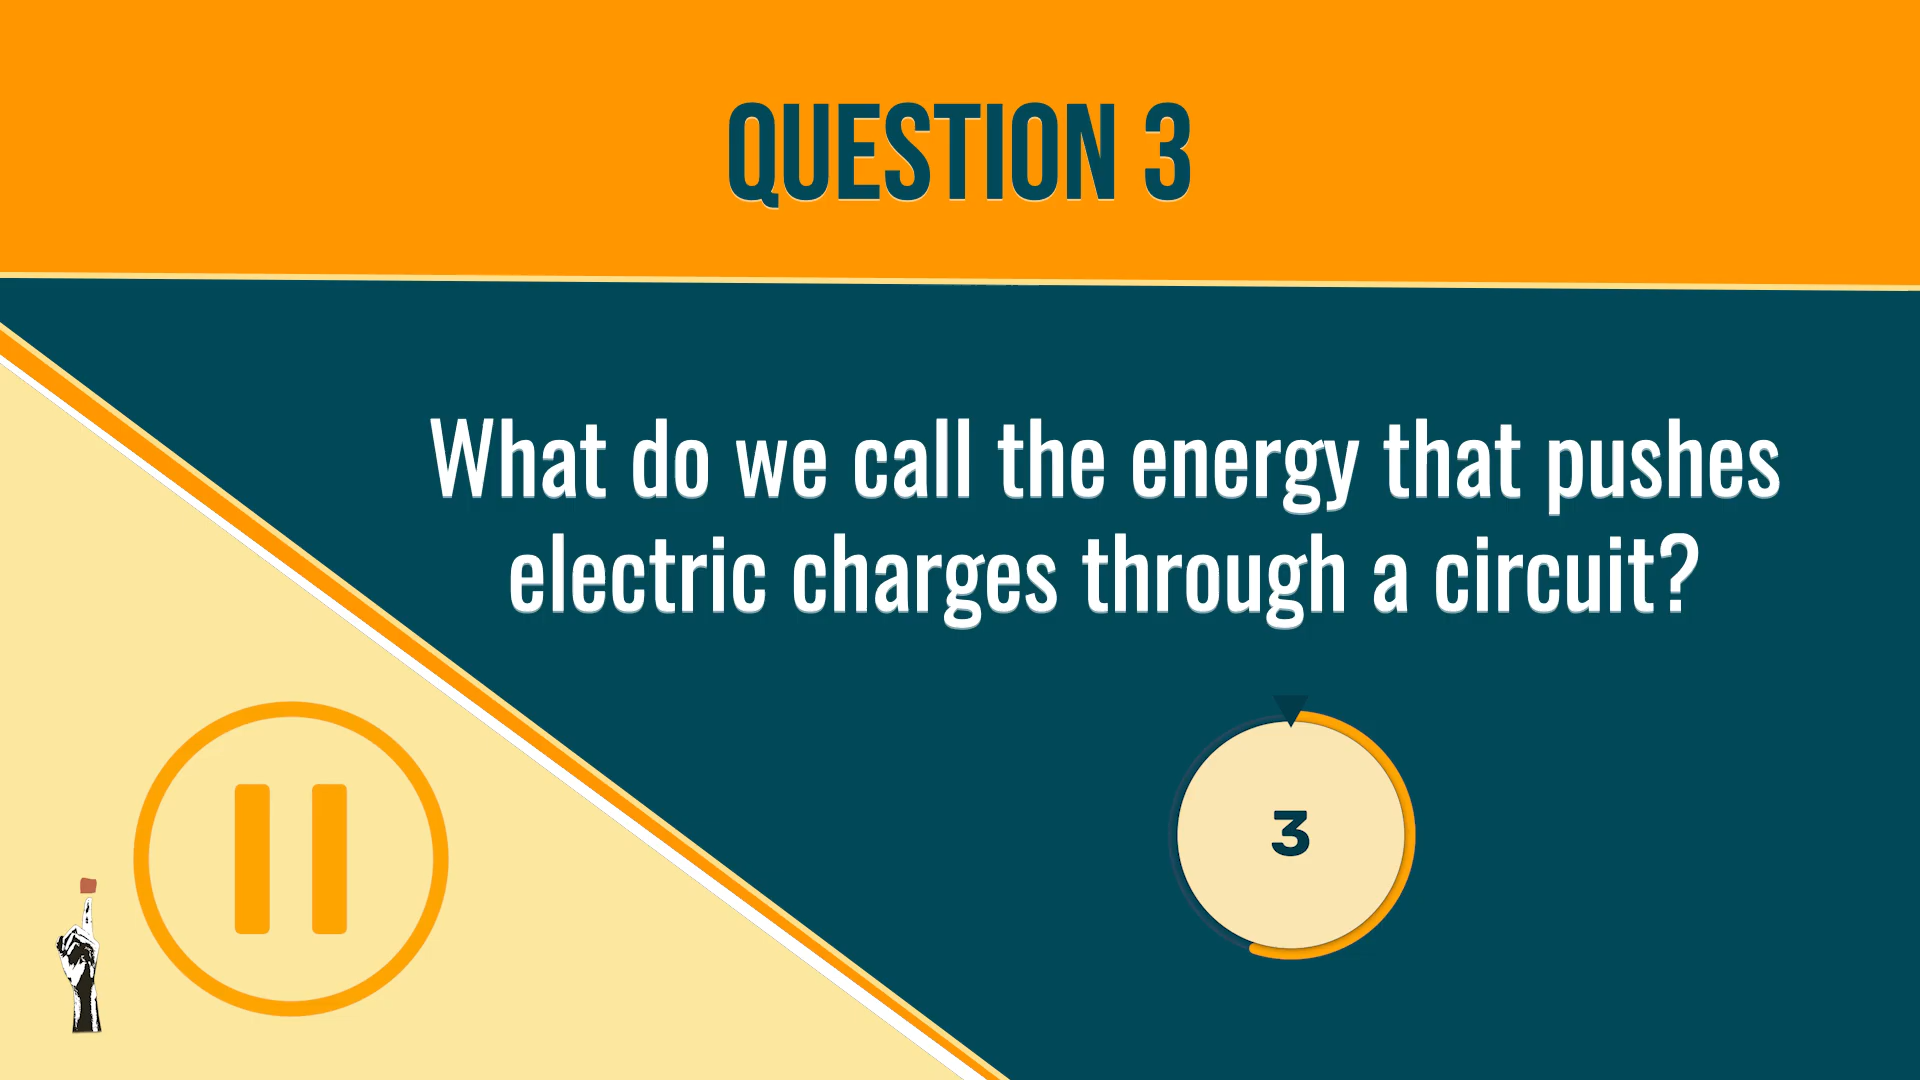 QUESTION 3
What do we call the energy that pushes
electric charges through a circuit?
3